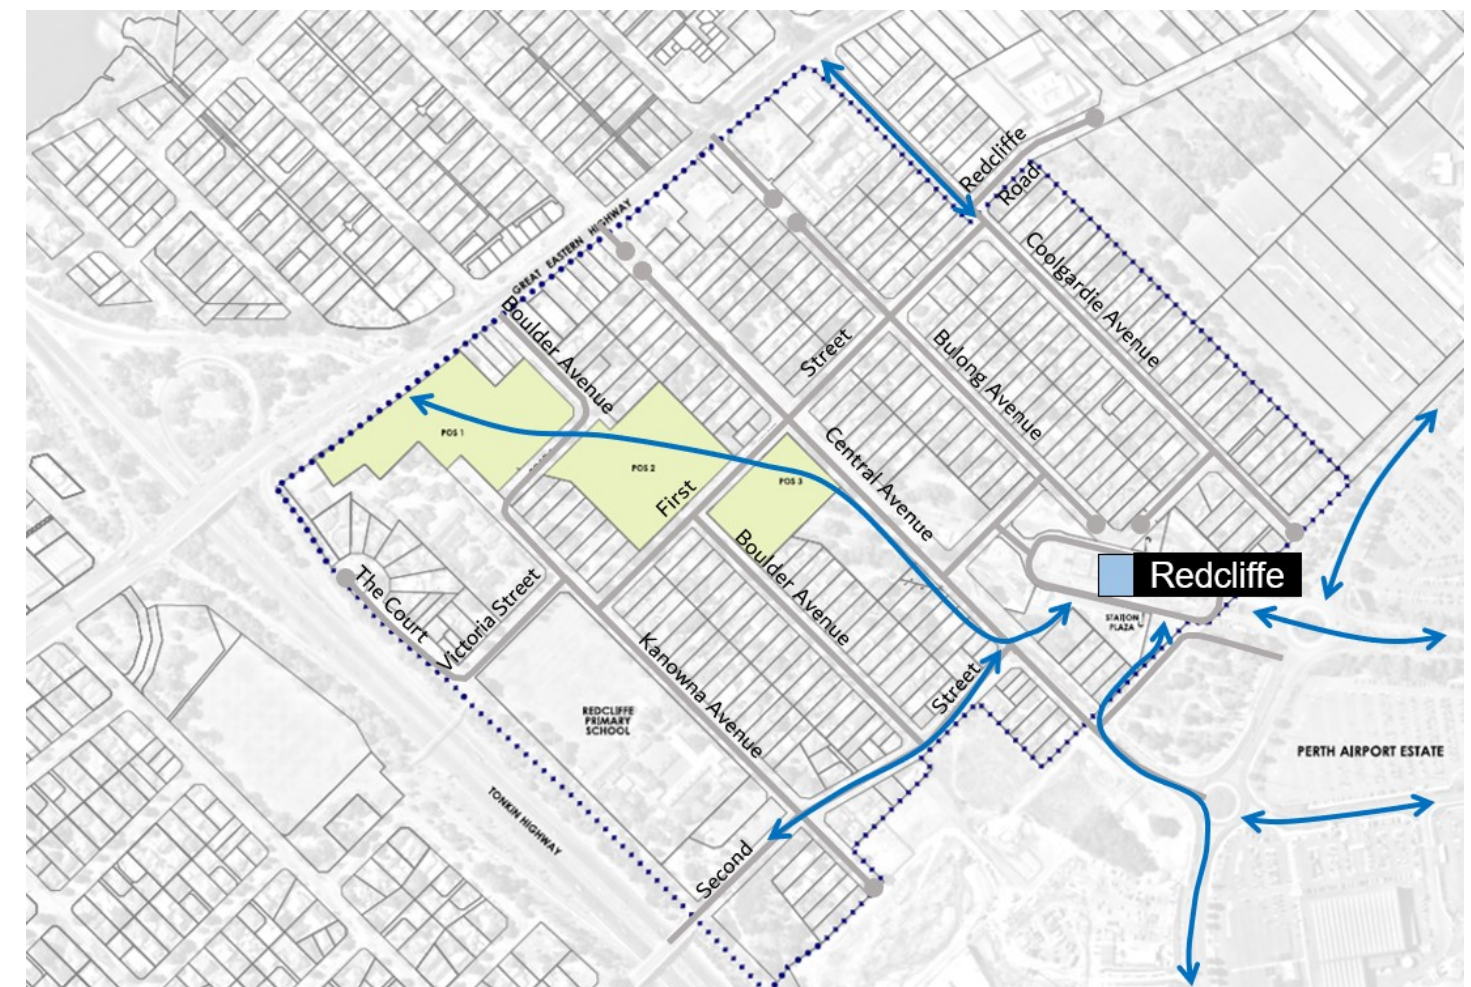 Redcliffe
Road
GREAT EASTERN HIGHWAY
Coolgardie Avenue
Boulder Avenue
Street
Bulong Avenue
POS 1
POS 2
POS 3
First
Central Avenue
Boulder Avenue
Redcliffe
The Court
Victoria Street
STATION
PLAZA
Kanowna Avenue
Street
REDCLIFFE
PRIMARY
SCHOOL
PERTH AIRPORT ESTATE
TONKIN HIGHWAY
Second